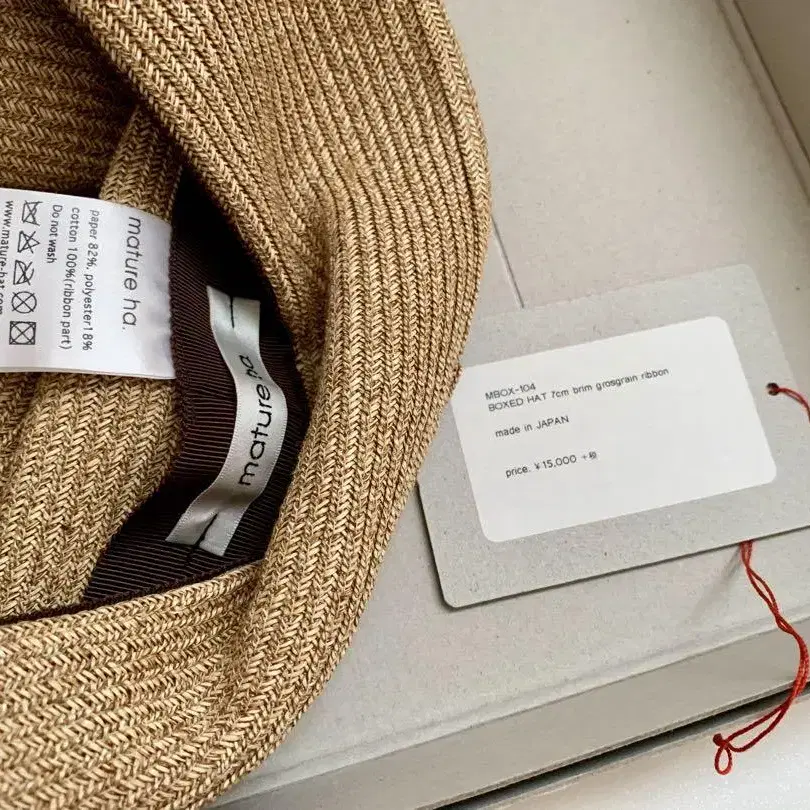 mature ha.
paper 82%, polyester18%
cotton 100%(ribbon part)
Do not wash
www.mature-hat.com
mature ha
MBOX-104
BOXED HAT 7cm brim grosgrain ribbon
made in JAPAN
price. ¥15,000 +税